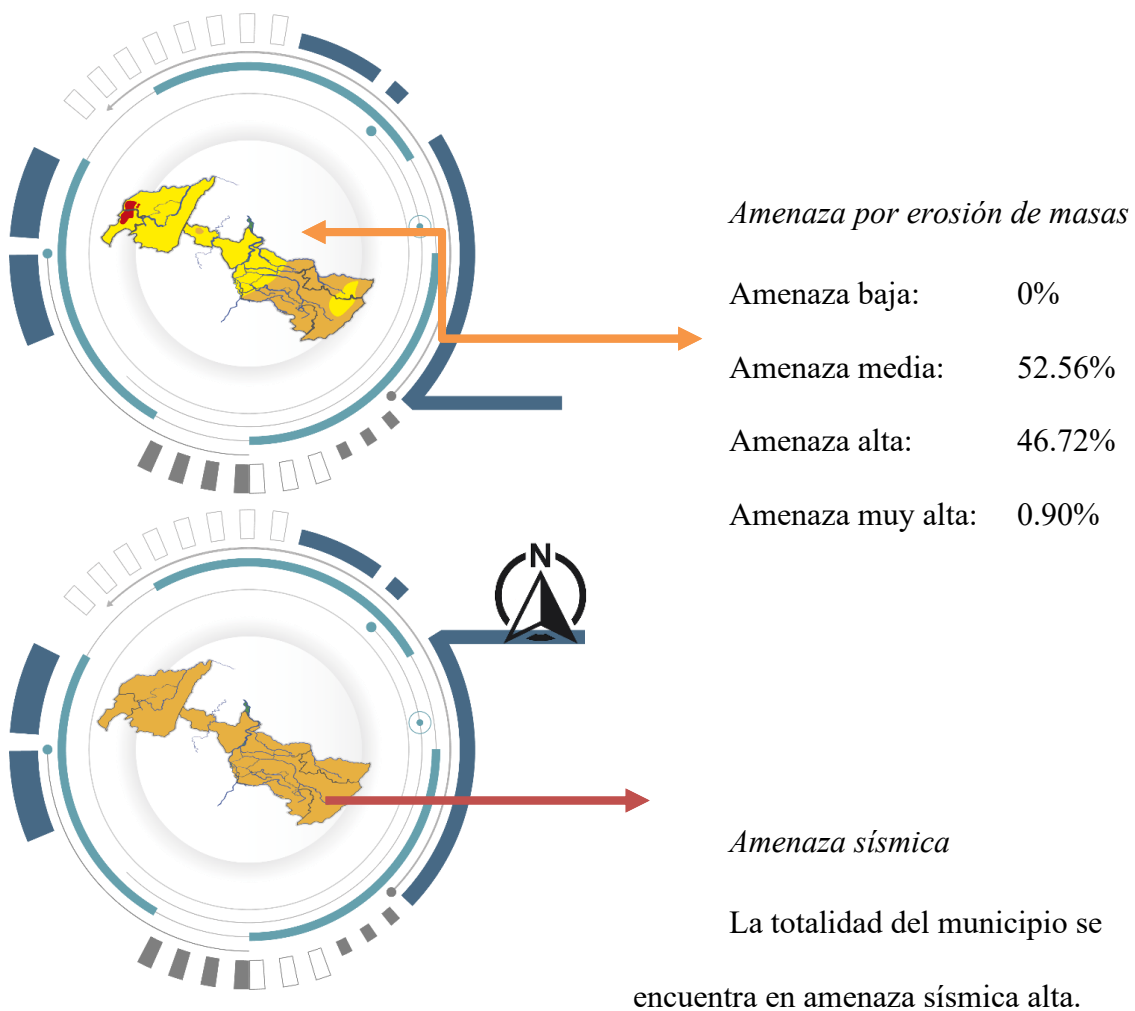 Amenaza por erosión de masas
Amenaza baja: 0%
Amenaza media: 52.56%
Amenaza alta: 46.72%
Amenaza muy alta: 0.90%
N
Amenaza sísmica
La totalidad del municipio se
encuentra en amenaza sísmica alta.